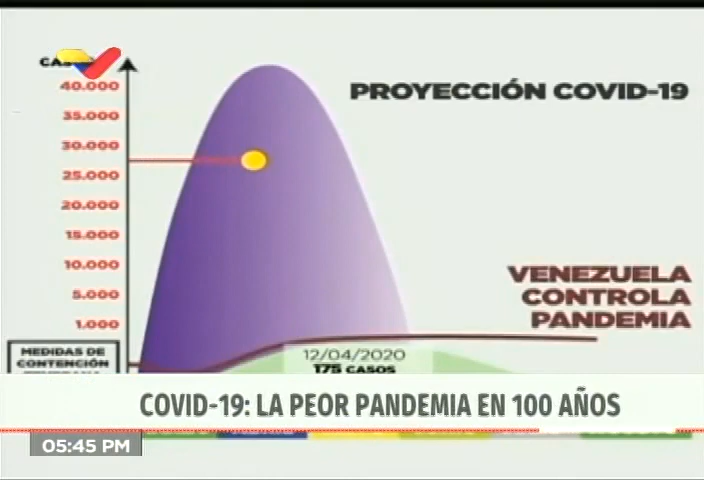 PROYECCIÓN COVID-19
40.000
35.000
30.000
25.000
20.000
15.000
10.000
5.000
1.000
VENEZUELA
CONTROLA
PANDEMIA
MEDIDAS DE
CONTENCIÓN
12/04/2020
175 CASOS
COVID-19: LA PEOR PANDEMIA EN 100 AÑOS
05:45 PM